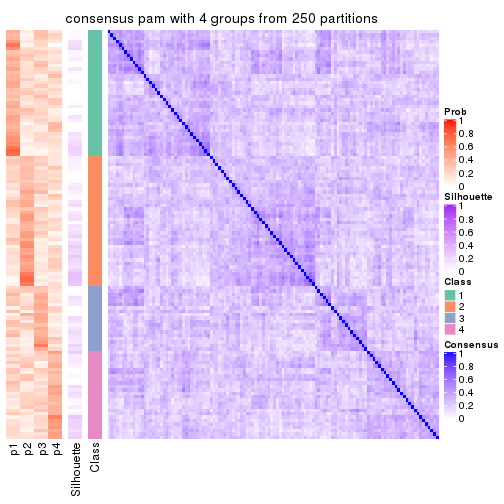 consensus pam with 4 groups from 250 partitions
Prob
1
0.8
0.6
0.4
0.2
0
Silhouette
1
0.8
0.6
0.4
0.2
0
Class
1
2
3
4
Consensus
1
0.8
0.6
0.4
0.2
0
p1
p2
p3
p4
Silhouette
Class